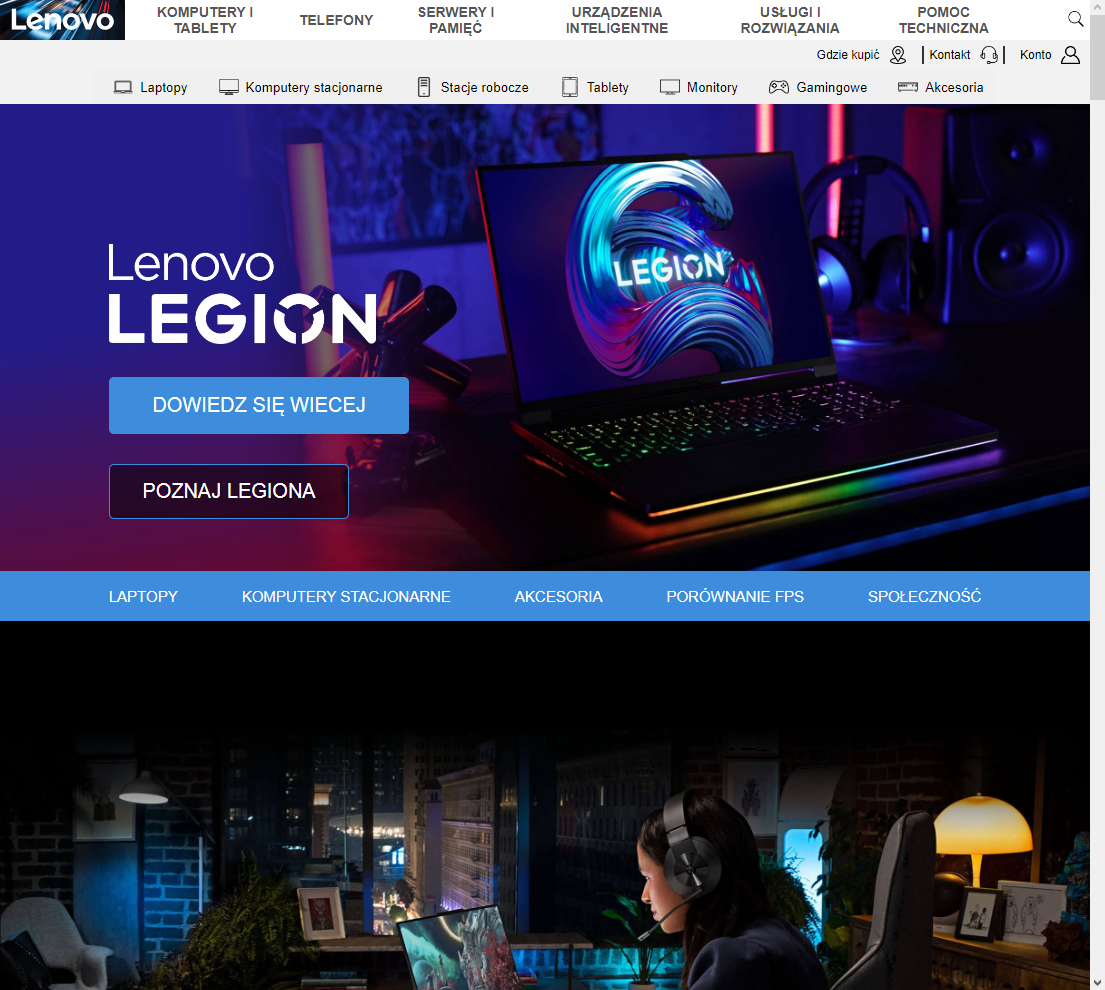 Lenovo
KOMPUTERY I
TABLETY
TELEFONY
SERWERY I
PAMIĘĆ
URZĄDZENIA
INTELIGENTNE
USŁUGI I
ROZWIĄZANIA
POMOC
TECHNICZNA
Gdzie kupić
Kontakt
Konto
Laptopy
Komputery stacjonarne
Stacje robocze
Tablety
Monitory
Gamingowe
Akcesoria
LEGION
Lenovo
LEGION
DOWIEDZ SIĘ WIECEJ
POZNAJ LEGIONA
LAPTOPY
KOMPUTERY STACJONARNE
AKCESORIA
PORÓWNANIE FPS
SPOŁECZNOŚĆ